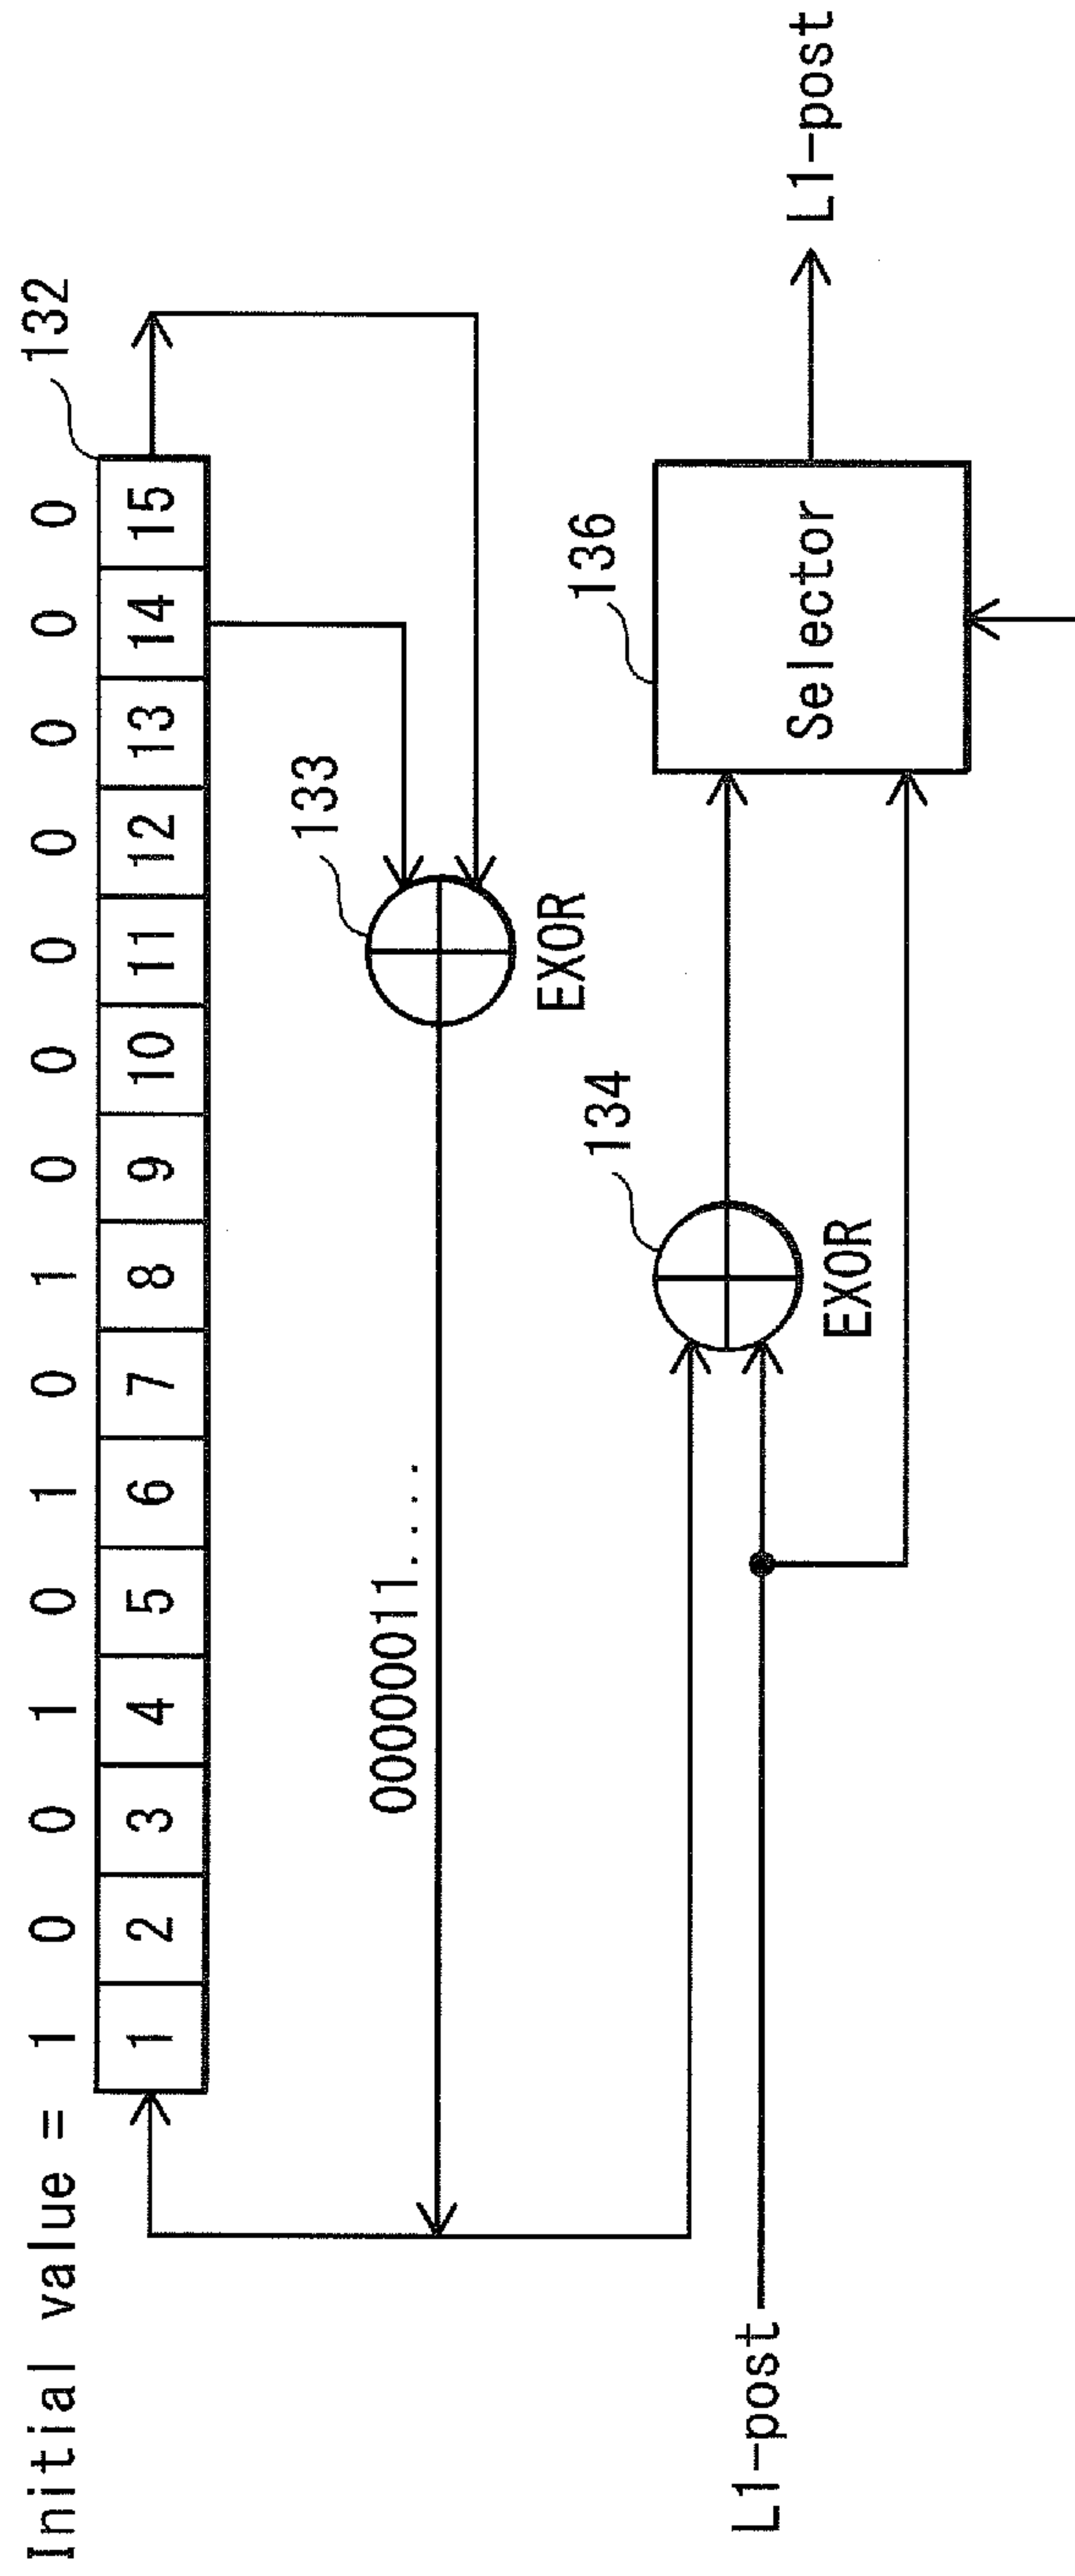 Initial value = 1 0 0 1 0 1 0 1 0 0 0 0 0 0 0
1 2 3 4 5 6 7 8 9 10 11 12 13 14 15
132
133
EXOR
00000011....
134
EXOR
136
Selector
L1-post
L1-post